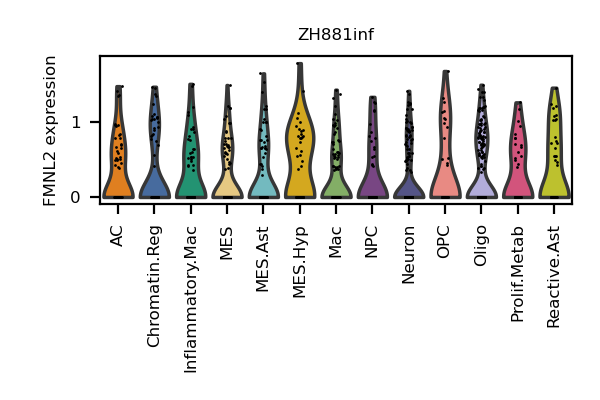 ZH881inf
FMNL2 expression
1
0
AC
Chromatin.Reg
Inflammatory.Mac
MES
MES.Ast
MES.Hyp
Mac
NPC
Neuron
OPC
Oligo
Prolif.Metab
Reactive.Ast